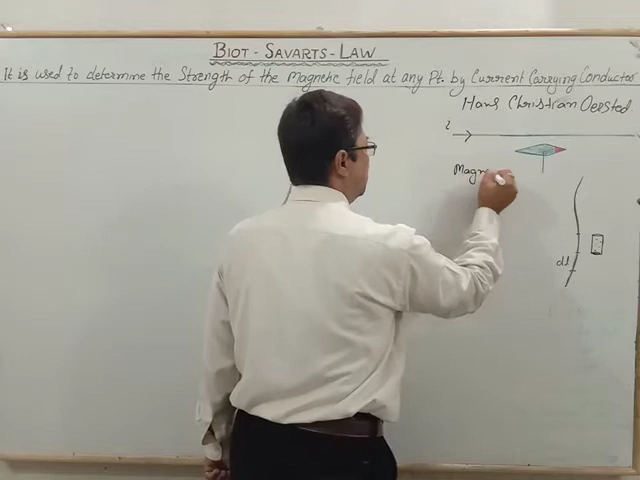 BIOT - SAVARTS - LAW
It is used to determine the Strength of the Magnetic field at any Pt. by Current Carrying Conductor
Hans Christian Oersted
i
Magn
dl